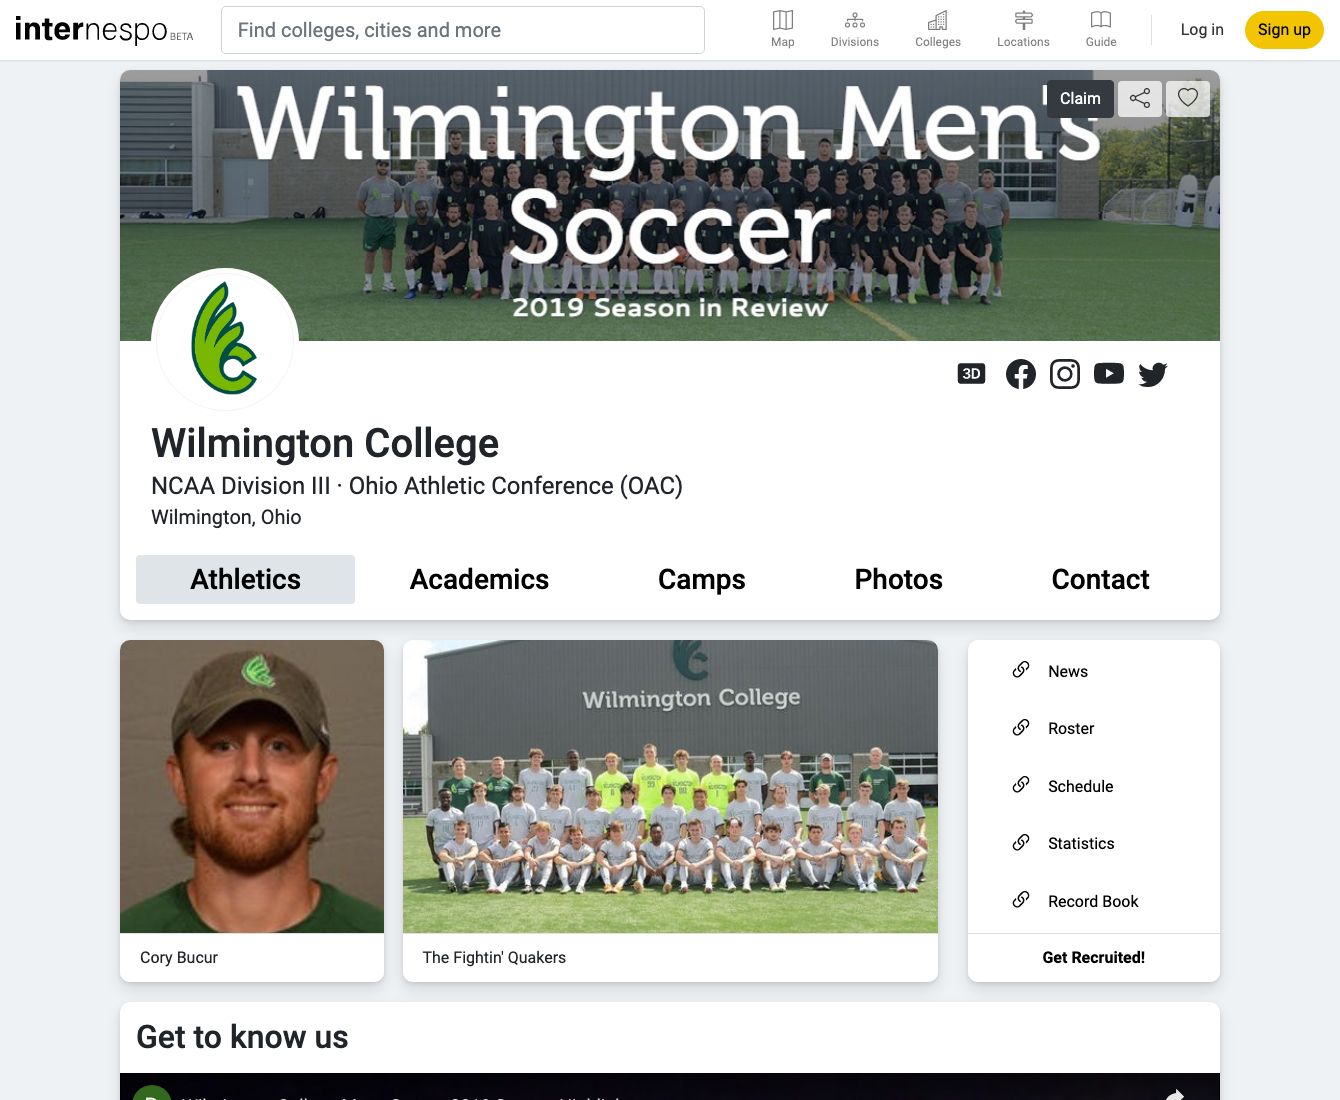 internespo BETA
Find colleges, cities and more
Map
Divisions
Colleges
Locations
Guide
Log in
Sign up
Wilmington Men's
Soccer
2019 Season in Review
Claim
3D
Wilmington College
NCAA Division III · Ohio Athletic Conference (OAC)
Wilmington, Ohio
Athletics
Academics
Camps
Photos
Contact
Wilmington College
Cory Bucur
The Fightin' Quakers
News
Roster
Schedule
Statistics
Record Book
Get Recruited!
Get to know us